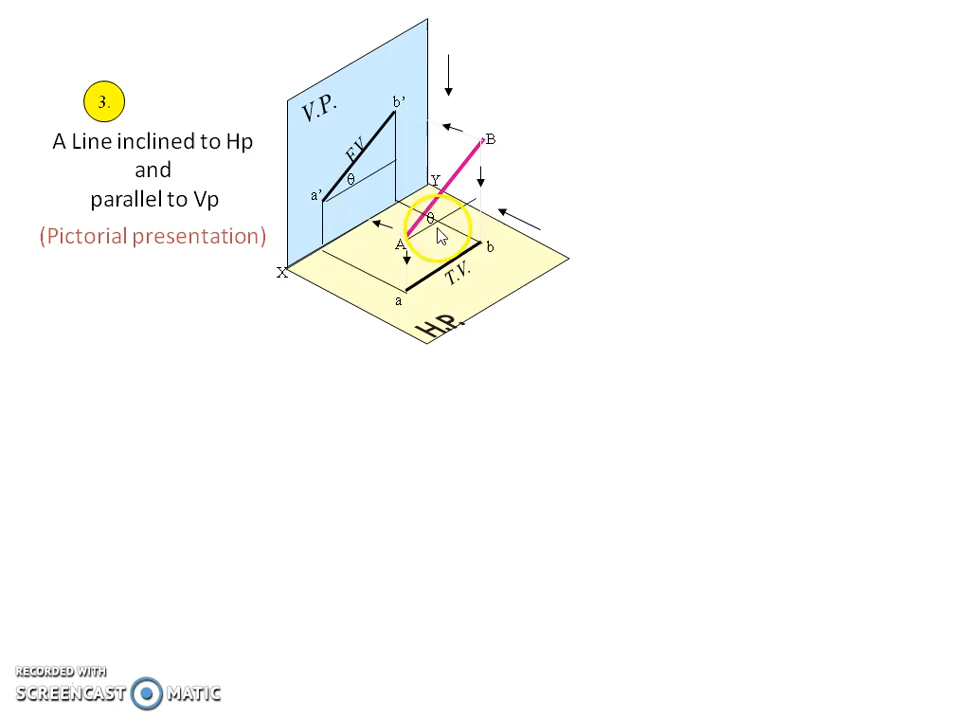 3.
A Line inclined to Hp
and
parallel to Vp
(Pictorial presentation)
V.P.
b’
F.V.
θ
a’
B
Y
θ
A
b
X
T.V.
a
H.P.
RECORDED WITH
SCREENCAST MATIC